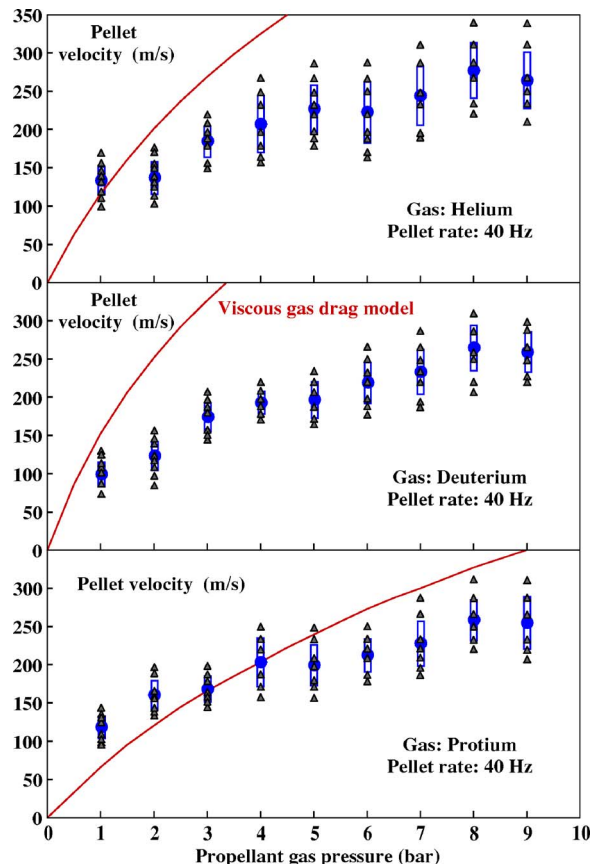 350
300
250
200
150
100
50
0
Pellet
velocity (m/s)
Gas: Helium
Pellet rate: 40 Hz
300
250
200
150
100
50
0
Pellet
velocity (m/s)
Viscous gas drag model
Gas: Deuterium
Pellet rate: 40 Hz
300
250
200
150
100
50
0
Pellet velocity (m/s)
Gas: Protium
Pellet rate: 40 Hz
0 1 2 3 4 5 6 7 8 9 10
Propellant gas pressure (bar)